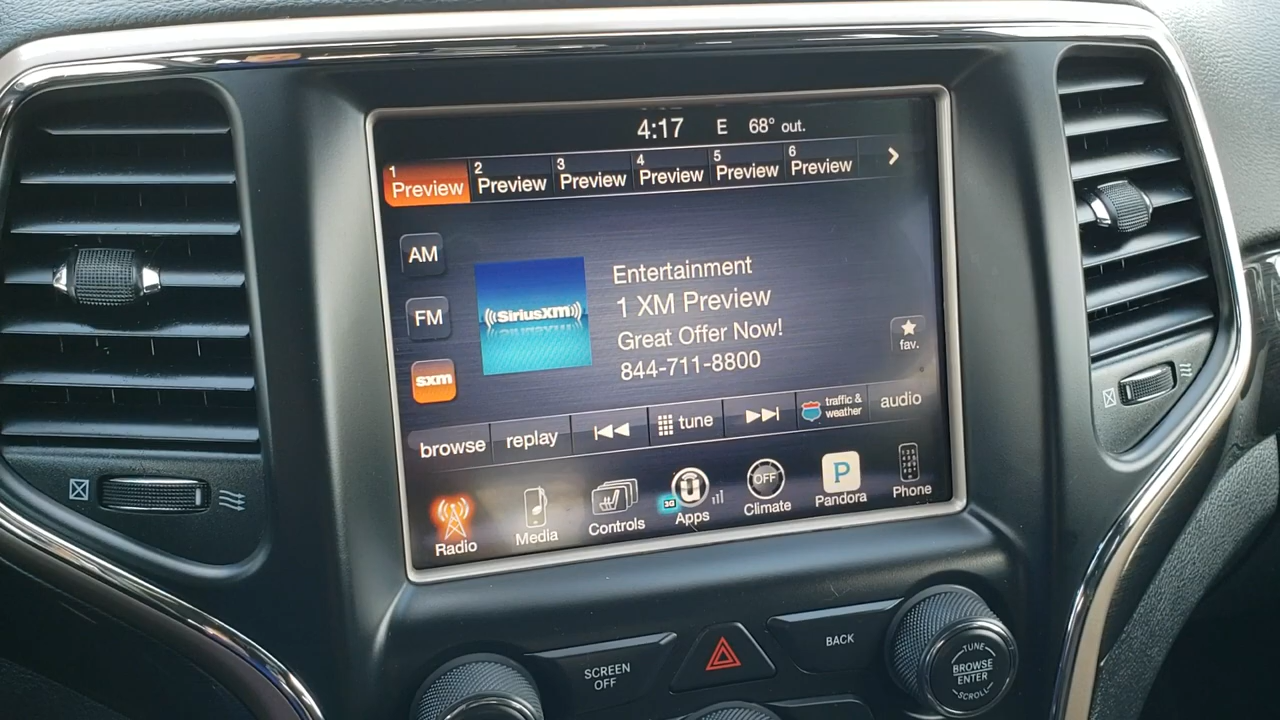 4:17 E 68° out.
1 Preview
2 Preview
3 Preview
4 Preview
5 Preview
6 Preview
AM
FM
sxm
((SiriusXM))
Entertainment
1 XM Preview
Great Offer Now!
844-711-8800
fav.
browse
replay
tune
traffic &
weather
audio
Radio
Media
Controls
3G
Apps
OFF
Climate
P
Pandora
Phone
SCREEN
OFF
BACK
TUNE
BROWSE
ENTER
SCROLL